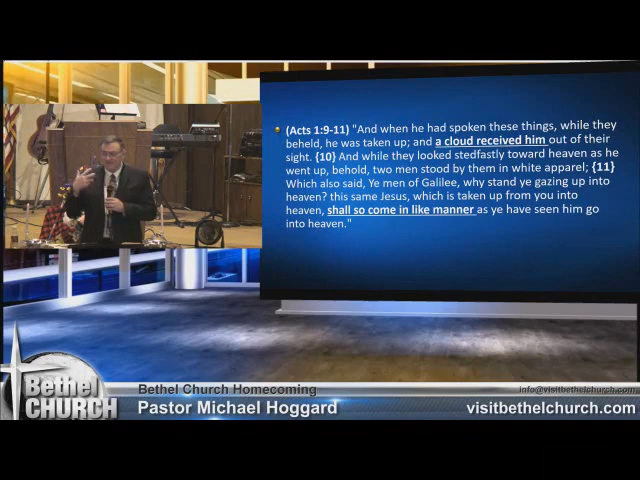 (Acts 1:9-11) "And when he had spoken these things, while they
beheld, he was taken up; and a cloud received him out of their
sight. {10} And while they looked stedfastly toward heaven as he
went up, behold, two men stood by them in white apparel; {11}
Which also said, Ye men of Galilee, why stand ye gazing up into
heaven? this same Jesus, which is taken up from you into
heaven, shall so come in like manner as ye have seen him go
into heaven."
Bethel
CHURCH
Bethel Church Homecoming
info@visitbethelchurch.com
Pastor Michael Hoggard
visitbethelchurch.com